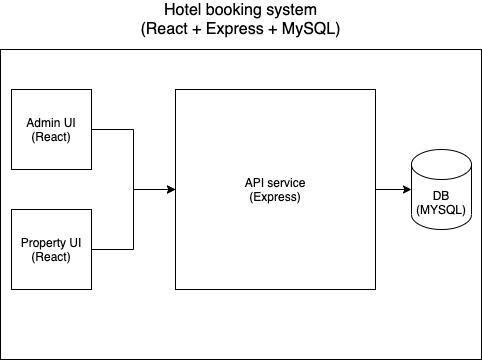 Hotel booking system
(React + Express + MySQL)
Admin UI
(React)
API service
(Express)
DB
(MYSQL)
Property UI
(React)